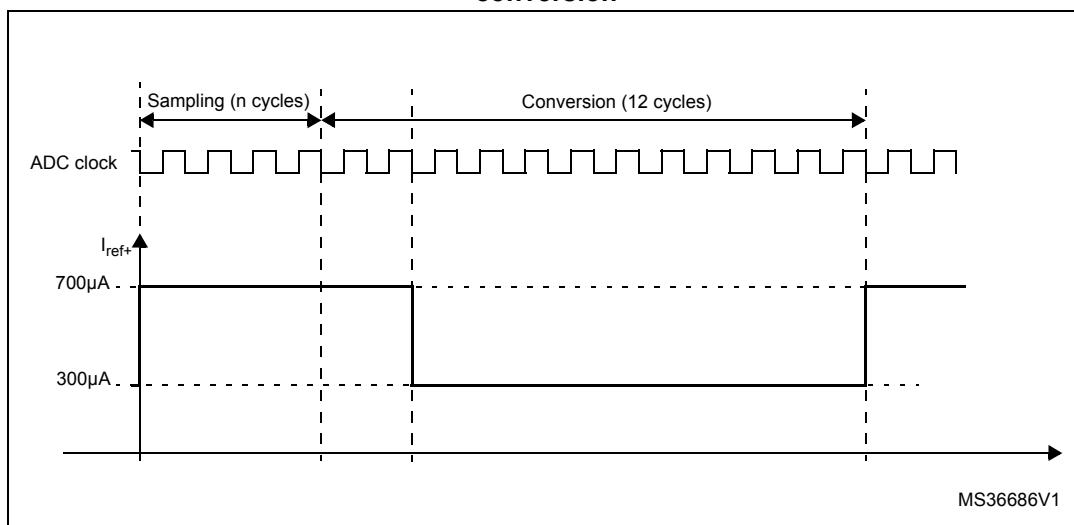 conversion
Sampling (n cycles)
Conversion (12 cycles)
ADC clock
Iref+
700µA
300µA
MS36686V1